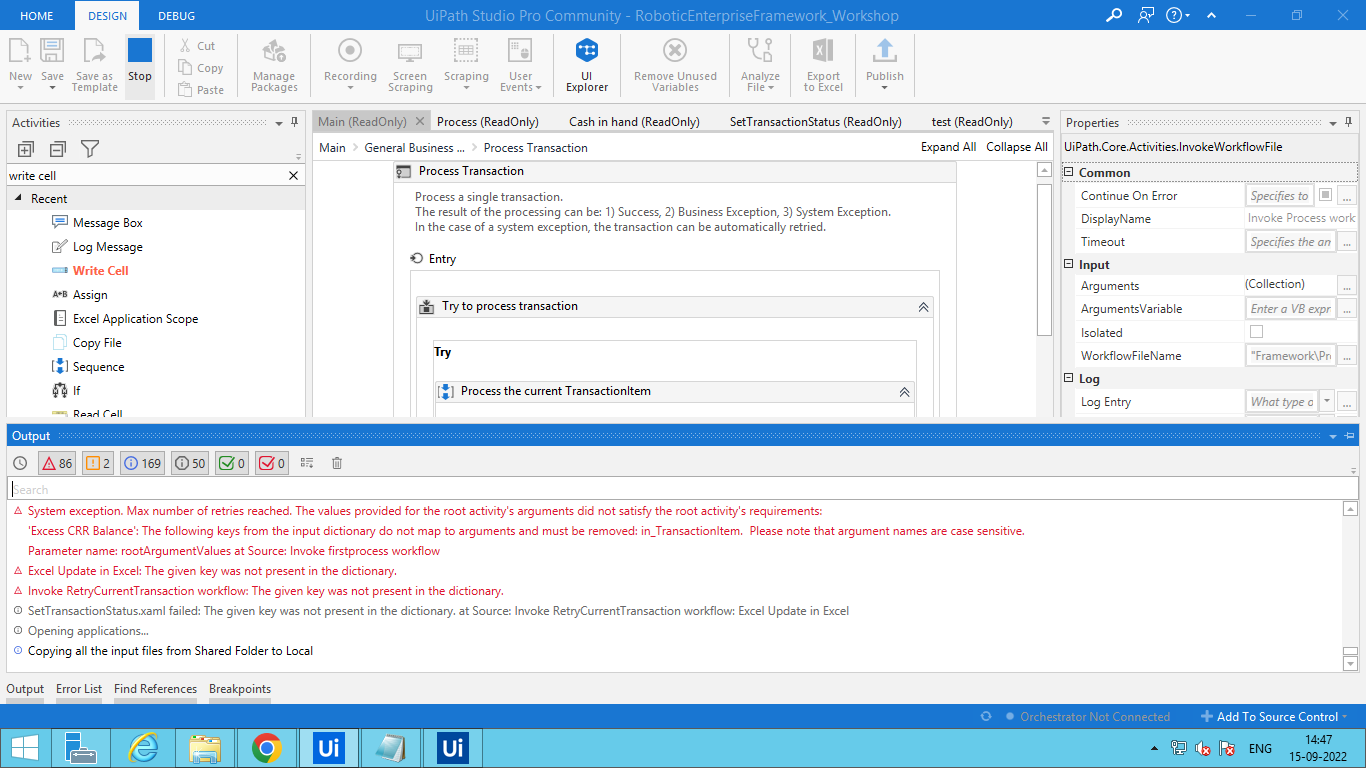 HOME DESIGN DEBUG UiPath Studio Pro Community - RoboticEnterpriseFramework_Workshop
New Save Save as Template Stop Cut Copy Paste Manage Packages Recording Screen Scraping Scraping User Events UI Explorer Remove Unused Variables Analyze File Export to Excel Publish
Activities
write cell
Recent
Message Box
Log Message
Write Cell
A+B Assign
Excel Application Scope
Copy File
Sequence
If
Read Cell
Main (ReadOnly) Process (ReadOnly) Cash in hand (ReadOnly) SetTransactionStatus (ReadOnly) test (ReadOnly)
Main General Business ... Process Transaction Expand All Collapse All
Process Transaction
Process a single transaction.
The result of the processing can be: 1) Success, 2) Business Exception, 3) System Exception.
In the case of a system exception, the transaction can be automatically retried.
Entry
Try to process transaction
Try
Process the current TransactionItem
Properties
UiPath.Core.Activities.InvokeWorkflowFile
Common
Continue On Error Specifies to ...
DisplayName Invoke Process work
Timeout Specifies the an ...
Input
Arguments (Collection) ...
ArgumentsVariable Enter a VB expr ...
Isolated
WorkflowFileName "Framework\Pr ...
Log
Log Entry What type o ...
Output
86 2 169 50 0 0
Search
System exception. Max number of retries reached. The values provided for the root activity's arguments did not satisfy the root activity's requirements:
'Excess CRR Balance': The following keys from the input dictionary do not map to arguments and must be removed: in_TransactionItem. Please note that argument names are case sensitive.
Parameter name: rootArgumentValues at Source: Invoke firstprocess workflow
Excel Update in Excel: The given key was not present in the dictionary.
Invoke RetryCurrentTransaction workflow: The given key was not present in the dictionary.
SetTransactionStatus.xaml failed: The given key was not present in the dictionary. at Source: Invoke RetryCurrentTransaction workflow: Excel Update in Excel
Opening applications...
Copying all the input files from Shared Folder to Local
Output Error List Find References Breakpoints
Orchestrator Not Connected Add To Source Control
Ui Ui ENG 14:47
15-09-2022